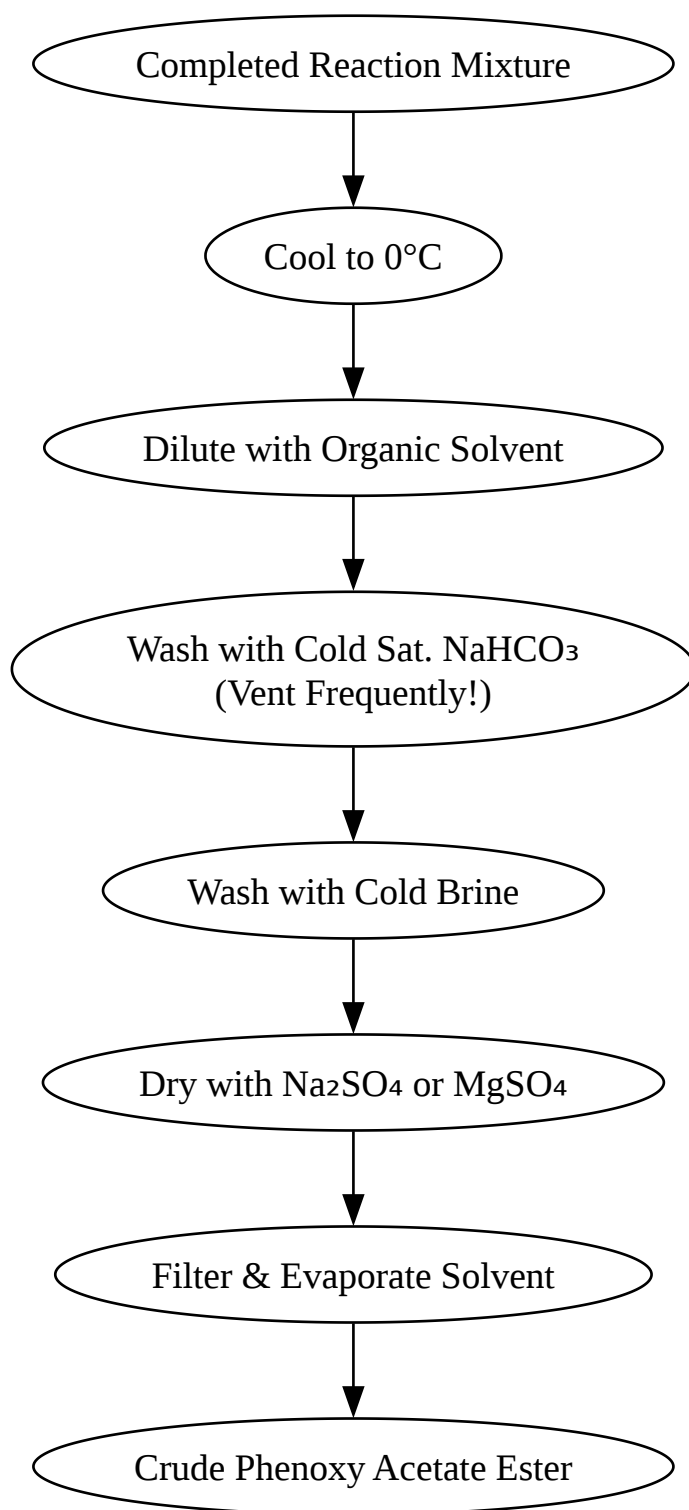 Completed Reaction Mixture
Cool to 0°C
Dilute with Organic Solvent
Wash with Cold Sat. NaHCO₃
(Vent Frequently!)
Wash with Cold Brine
Dry with Na₂SO₄ or MgSO₄
Filter & Evaporate Solvent
Crude Phenoxy Acetate Ester